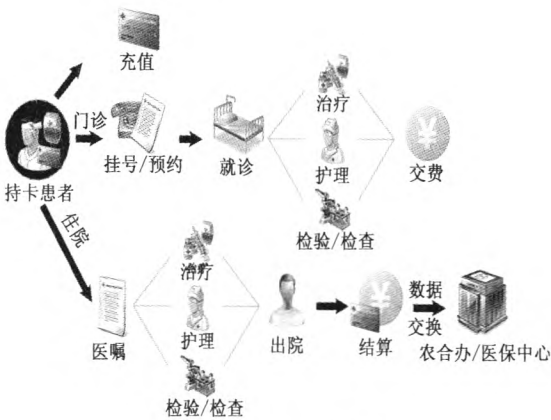 充值
门诊
持卡患者
挂号/预约
就诊
治疗
护理
检验/检查
交费
住院
医嘱
治疗
护理
检验/检查
出院
结算
数据
交换
农合办/医保中心